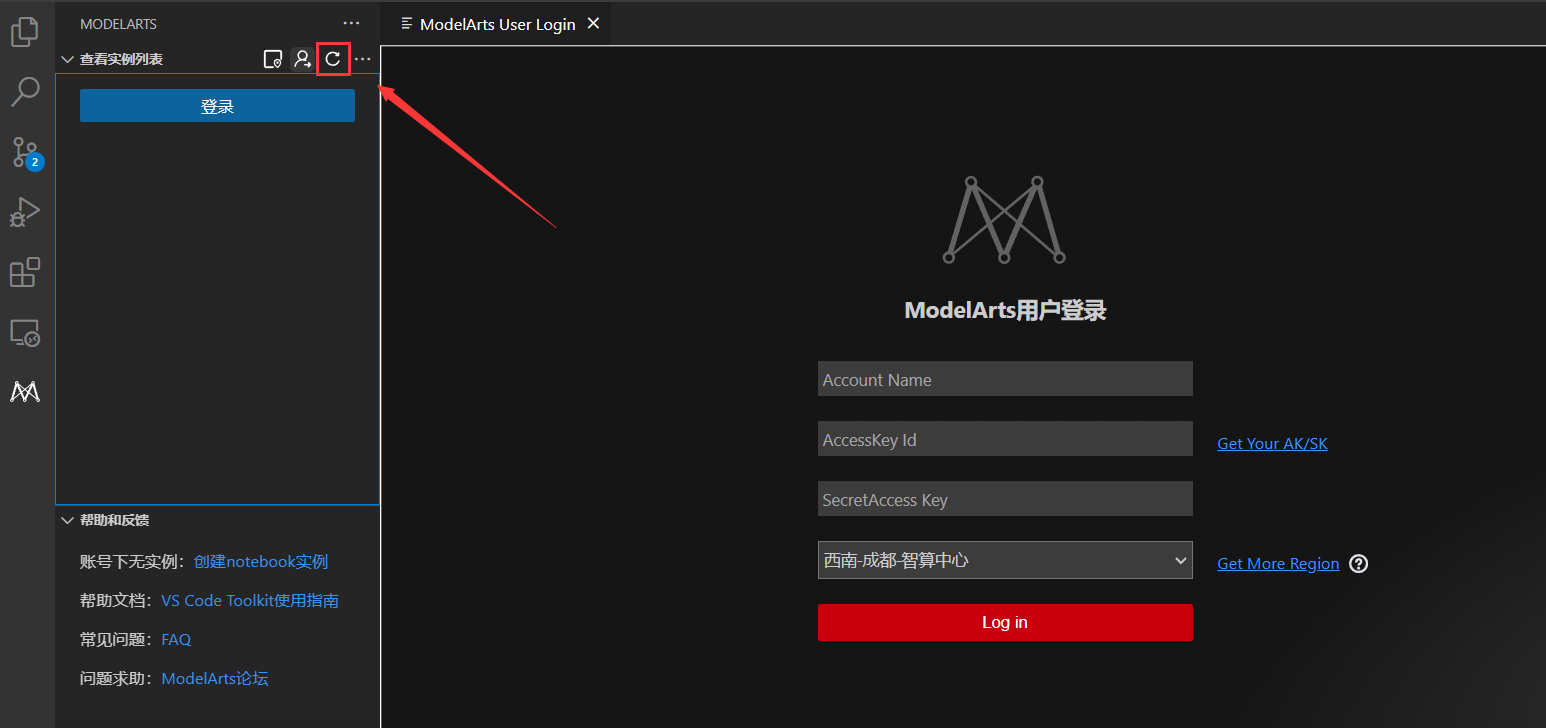 MODELARTS
ModelArts User Login
查看实例列表
登录
2
ModelArts用户登录
Account Name
AccessKey Id
Get Your AK/SK
SecretAccess Key
西南-成都-智算中心
Get More Region
Log in
帮助和反馈
账号下无实例：创建notebook实例
帮助文档：VS Code Toolkit使用指南
常见问题：FAQ
问题求助：ModelArts论坛